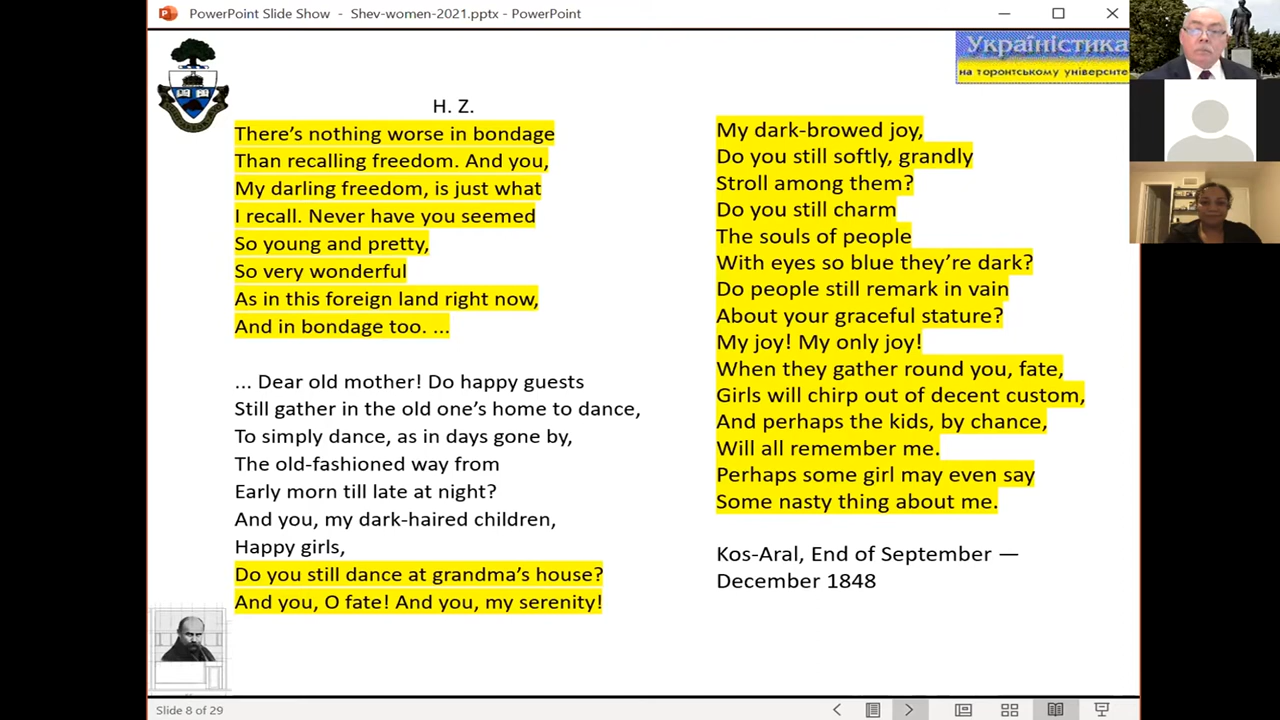 PowerPoint Slide Show - Shev-women-2021.pptx - PowerPoint
Україністика
на торонтському університе
H. Z.
There's nothing worse in bondage
Than recalling freedom. And you,
My darling freedom, is just what
I recall. Never have you seemed
So young and pretty,
So very wonderful
As in this foreign land right now,
And in bondage too. ...
... Dear old mother! Do happy guests
Still gather in the old one's home to dance,
To simply dance, as in days gone by,
The old-fashioned way from
Early morn till late at night?
And you, my dark-haired children,
Happy girls,
Do you still dance at grandma's house?
And you, O fate! And you, my serenity!
My dark-browed joy,
Do you still softly, grandly
Stroll among them?
Do you still charm
The souls of people
With eyes so blue they're dark?
Do people still remark in vain
About your graceful stature?
My joy! My only joy!
When they gather round you, fate,
Girls will chirp out of decent custom,
And perhaps the kids, by chance,
Will all remember me.
Perhaps some girl may even say
Some nasty thing about me.
Kos-Aral, End of September —
December 1848
Slide 8 of 29